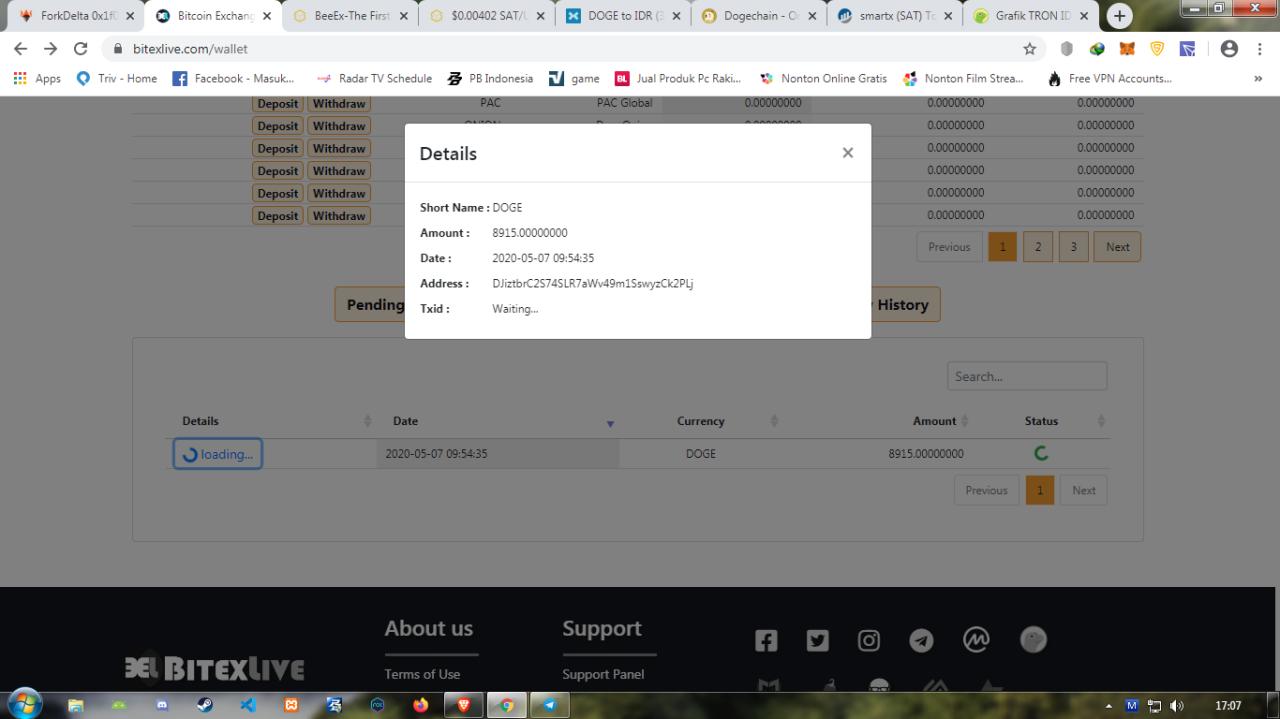 ForkDelta 0x1f0
Bitcoin Exchang
BeeEx-The First
$0.00402 SAT/U
DOGE to IDR (3
Dogechain - O
smartx (SAT) To
Grafik TRON ID
bitexlive.com/wallet
Apps
Triv - Home
Facebook - Masuk...
Radar TV Schedule
PB Indonesia
game
BL
Jual Produk Pc Raki...
Nonton Online Gratis
Nonton Film Strea...
Free VPN Accounts...
»
Deposit Withdraw PAC PAC Global 0.00000000 0.00000000 0.00000000
Deposit Withdraw 0.00000000 0.00000000
Deposit Withdraw 0.00000000 0.00000000
Deposit Withdraw 0.00000000 0.00000000
Deposit Withdraw 0.00000000 0.00000000
Deposit Withdraw 0.00000000 0.00000000
Details
×
Short Name : DOGE
Amount : 8915.00000000
Date : 2020-05-07 09:54:35
Address : DJiztbrC2S74SLR7aWv49m1SswyzCk2PLj
Txid : Waiting...
Previous 1 2 3 Next
Pending
History
Search...
Details Date Currency Amount Status
loading... 2020-05-07 09:54:35 DOGE 8915.00000000
Previous 1 Next
BITEXLIVE
About us
Terms of Use
Support
Support Panel
M
17:07